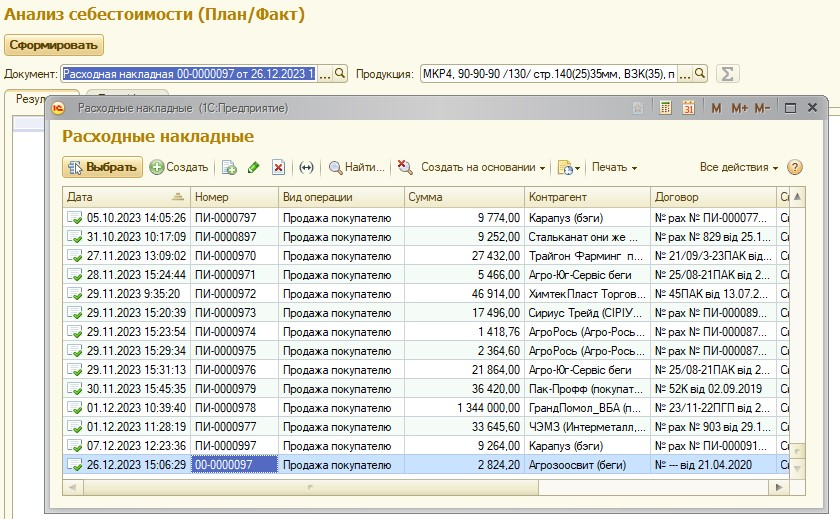 Анализ себестоимости (План/Факт)
Сформировать
Документ: Расходная накладная 00-0000097 от 26.12.2023 1 ... Продукция: МКР4, 90-90-90 /130/ стр.140(25)35мм, ВЗК(35), п ... Σ
Расходные накладные (1С:Предприятие) 31 M M+ M-
Расходные накладные
Выбрать Создать Найти... Создать на основании Печать Все действия ?
Дата Номер Вид операции Сумма Контрагент Договор
05.10.2023 14:05:26 ПИ-0000797 Продажа покупателю 9 774,00 Карапуз (бэги) № рах № ПИ-000077...
31.10.2023 10:17:09 ПИ-0000897 Продажа покупателю 9 252,00 Стальканат они же ... № рах № 829 від 25.1...
27.11.2023 13:09:02 ПИ-0000970 Продажа покупателю 27 432,00 Трайгон Фарминг п... № 21/09/3-23ПАК від...
28.11.2023 15:24:44 ПИ-0000971 Продажа покупателю 5 466,00 Агро-Юг-Сервіс беги № 25/08-21ПАК від 2...
29.11.2023 9:35:20 ПИ-0000972 Продажа покупателю 46 914,00 ХимтекПласт Торгов... № 45ПАК від 13.07.2...
29.11.2023 15:20:39 ПИ-0000973 Продажа покупателю 17 496,00 Сириус Трейд (СІРІУ... № рах № ПИ-000089...
29.11.2023 15:23:54 ПИ-0000974 Продажа покупателю 1 418,76 АгроРось (Агро-Рось... № рах № ПИ-000087...
29.11.2023 15:29:34 ПИ-0000975 Продажа покупателю 2 364,60 АгроРось (Агро-Рось... № рах № ПИ-000087...
29.11.2023 15:31:13 ПИ-0000976 Продажа покупателю 21 864,00 Агро-Юг-Сервіс беги № 25/08-21ПАК від 2...
30.11.2023 15:45:35 ПИ-0000979 Продажа покупателю 36 420,00 Пак-Профф (покупат... № 52К від 02.09.2019
01.12.2023 10:39:40 ПИ-0000978 Продажа покупателю 1 344 000,00 ГрандПомол_ВБА (п... № 23/11-22ПГП від 2...
01.12.2023 11:28:19 ПИ-0000977 Продажа покупателю 33 645,60 ЧЭМЗ (Интерметалл,... № рах № 903 від 29.1...
07.12.2023 12:23:36 ПИ-0000997 Продажа покупателю 9 264,00 Карапуз (бэги) № рах № ПИ-000091...
26.12.2023 15:06:29 00-0000097 Продажа покупателю 2 824,20 Агрозоосвит (беги) № --- від 21.04.2020